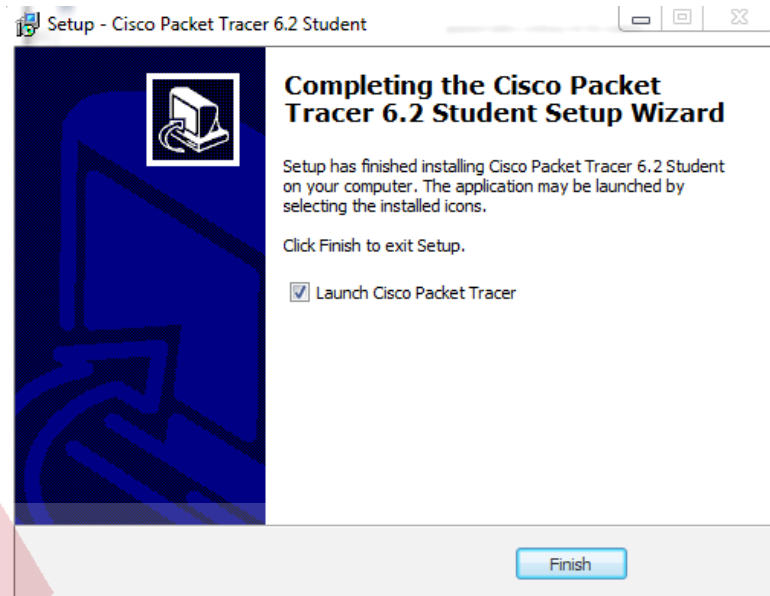 Setup - Cisco Packet Tracer 6.2 Student
Completing the Cisco Packet
Tracer 6.2 Student Setup Wizard
Setup has finished installing Cisco Packet Tracer 6.2 Student
on your computer. The application may be launched by
selecting the installed icons.
Click Finish to exit Setup.
Launch Cisco Packet Tracer
Finish